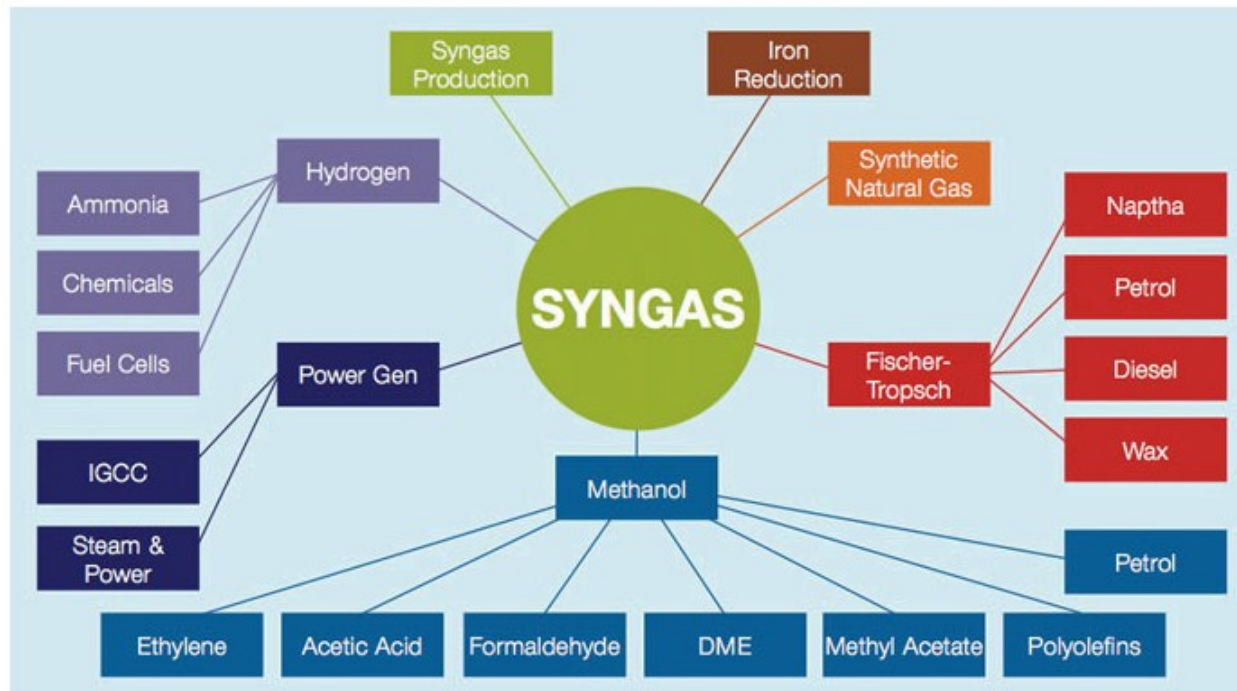 Syngas
Production
Iron
Reduction
Hydrogen
Synthetic
Natural Gas
Ammonia
Naptha
Chemicals
Petrol
SYNGAS
Fuel Cells
Power Gen
Fischer-
Tropsch
Diesel
IGCC
Wax
Methanol
Steam &
Power
Petrol
Ethylene
Acetic Acid
Formaldehyde
DME
Methyl Acetate
Polyolefins